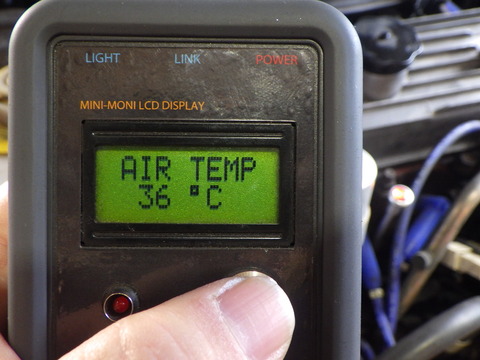 LIGHT LINK POWER
MINI-MONI LCD DISPLAY
AIR TEMP
36 °C